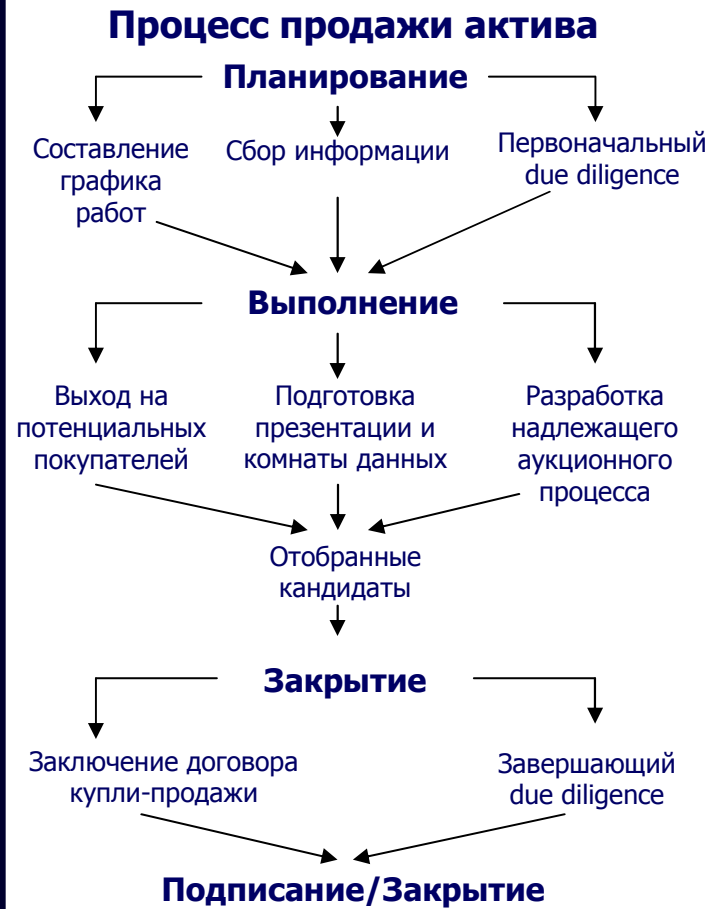 Процесс продажи актива
Планирование
Составление
графика
работ
Сбор информации
Первоначальный
due diligence
Выполнение
Выход на
потенциальных
покупателей
Подготовка
презентации и
комнаты данных
Разработка
надлежащего
аукционного
процесса
Отобранные
кандидаты
Закрытие
Заключение договора
купли-продажи
Завершающий
due diligence
Подписание/Закрытие